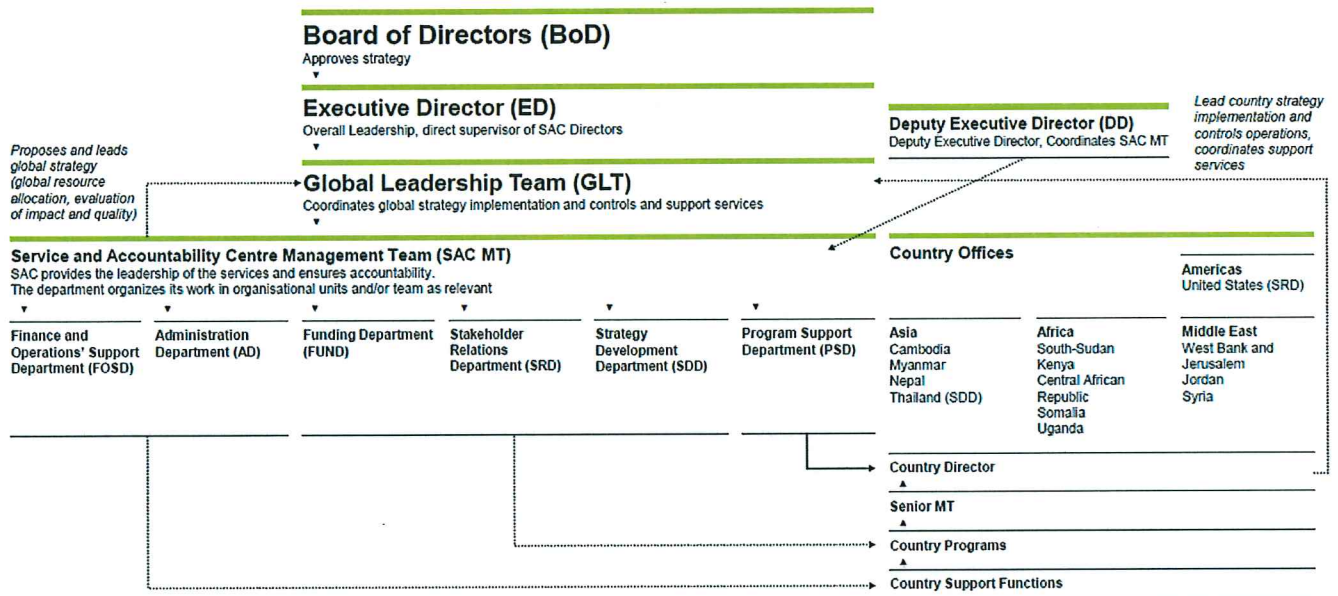 Board of Directors (BoD)
Approves strategy
Executive Director (ED)
Overall Leadership, direct supervisor of SAC Directors
Deputy Executive Director (DD)
Deputy Executive Director, Coordinates SAC MT
Lead country strategy
implementation and
controls operations,
coordinates support
services
Proposes and leads
global strategy
(global resource
allocation, evaluation
of impact and quality)
Global Leadership Team (GLT)
Coordinates global strategy implementation and controls and support services
Service and Accountability Centre Management Team (SAC MT)
SAC provides the leadership of the services and ensures accountability.
The department organizes its work in organisational units and/or team as relevant
Finance and
Operations' Support
Department (FOSD)
Administration
Department (AD)
Funding Department
(FUND)
Stakeholder
Relations
Department (SRD)
Strategy
Development
Department (SDD)
Program Support
Department (PSD)
Country Offices
Americas
United States (SRD)
Asia
Cambodia
Myanmar
Nepal
Thailand (SDD)
Africa
South-Sudan
Kenya
Central African
Republic
Somalia
Uganda
Middle East
West Bank and
Jerusalem
Jordan
Syria
Country Director
Senior MT
Country Programs
Country Support Functions